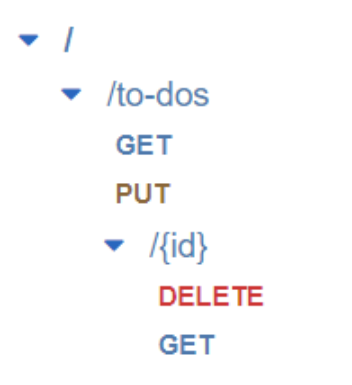 /
/to-dos
GET
PUT
/{id}
DELETE
GET